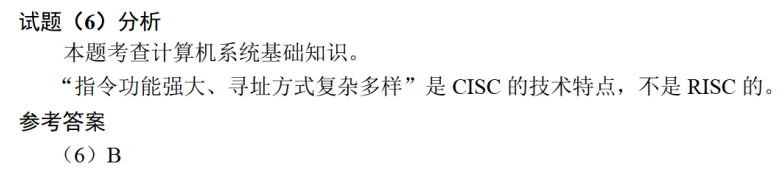 试题（6）分析
本题考查计算机系统基础知识。
“指令功能强大、寻址方式复杂多样”是 CISC 的技术特点，不是 RISC 的。
参考答案
（6）B